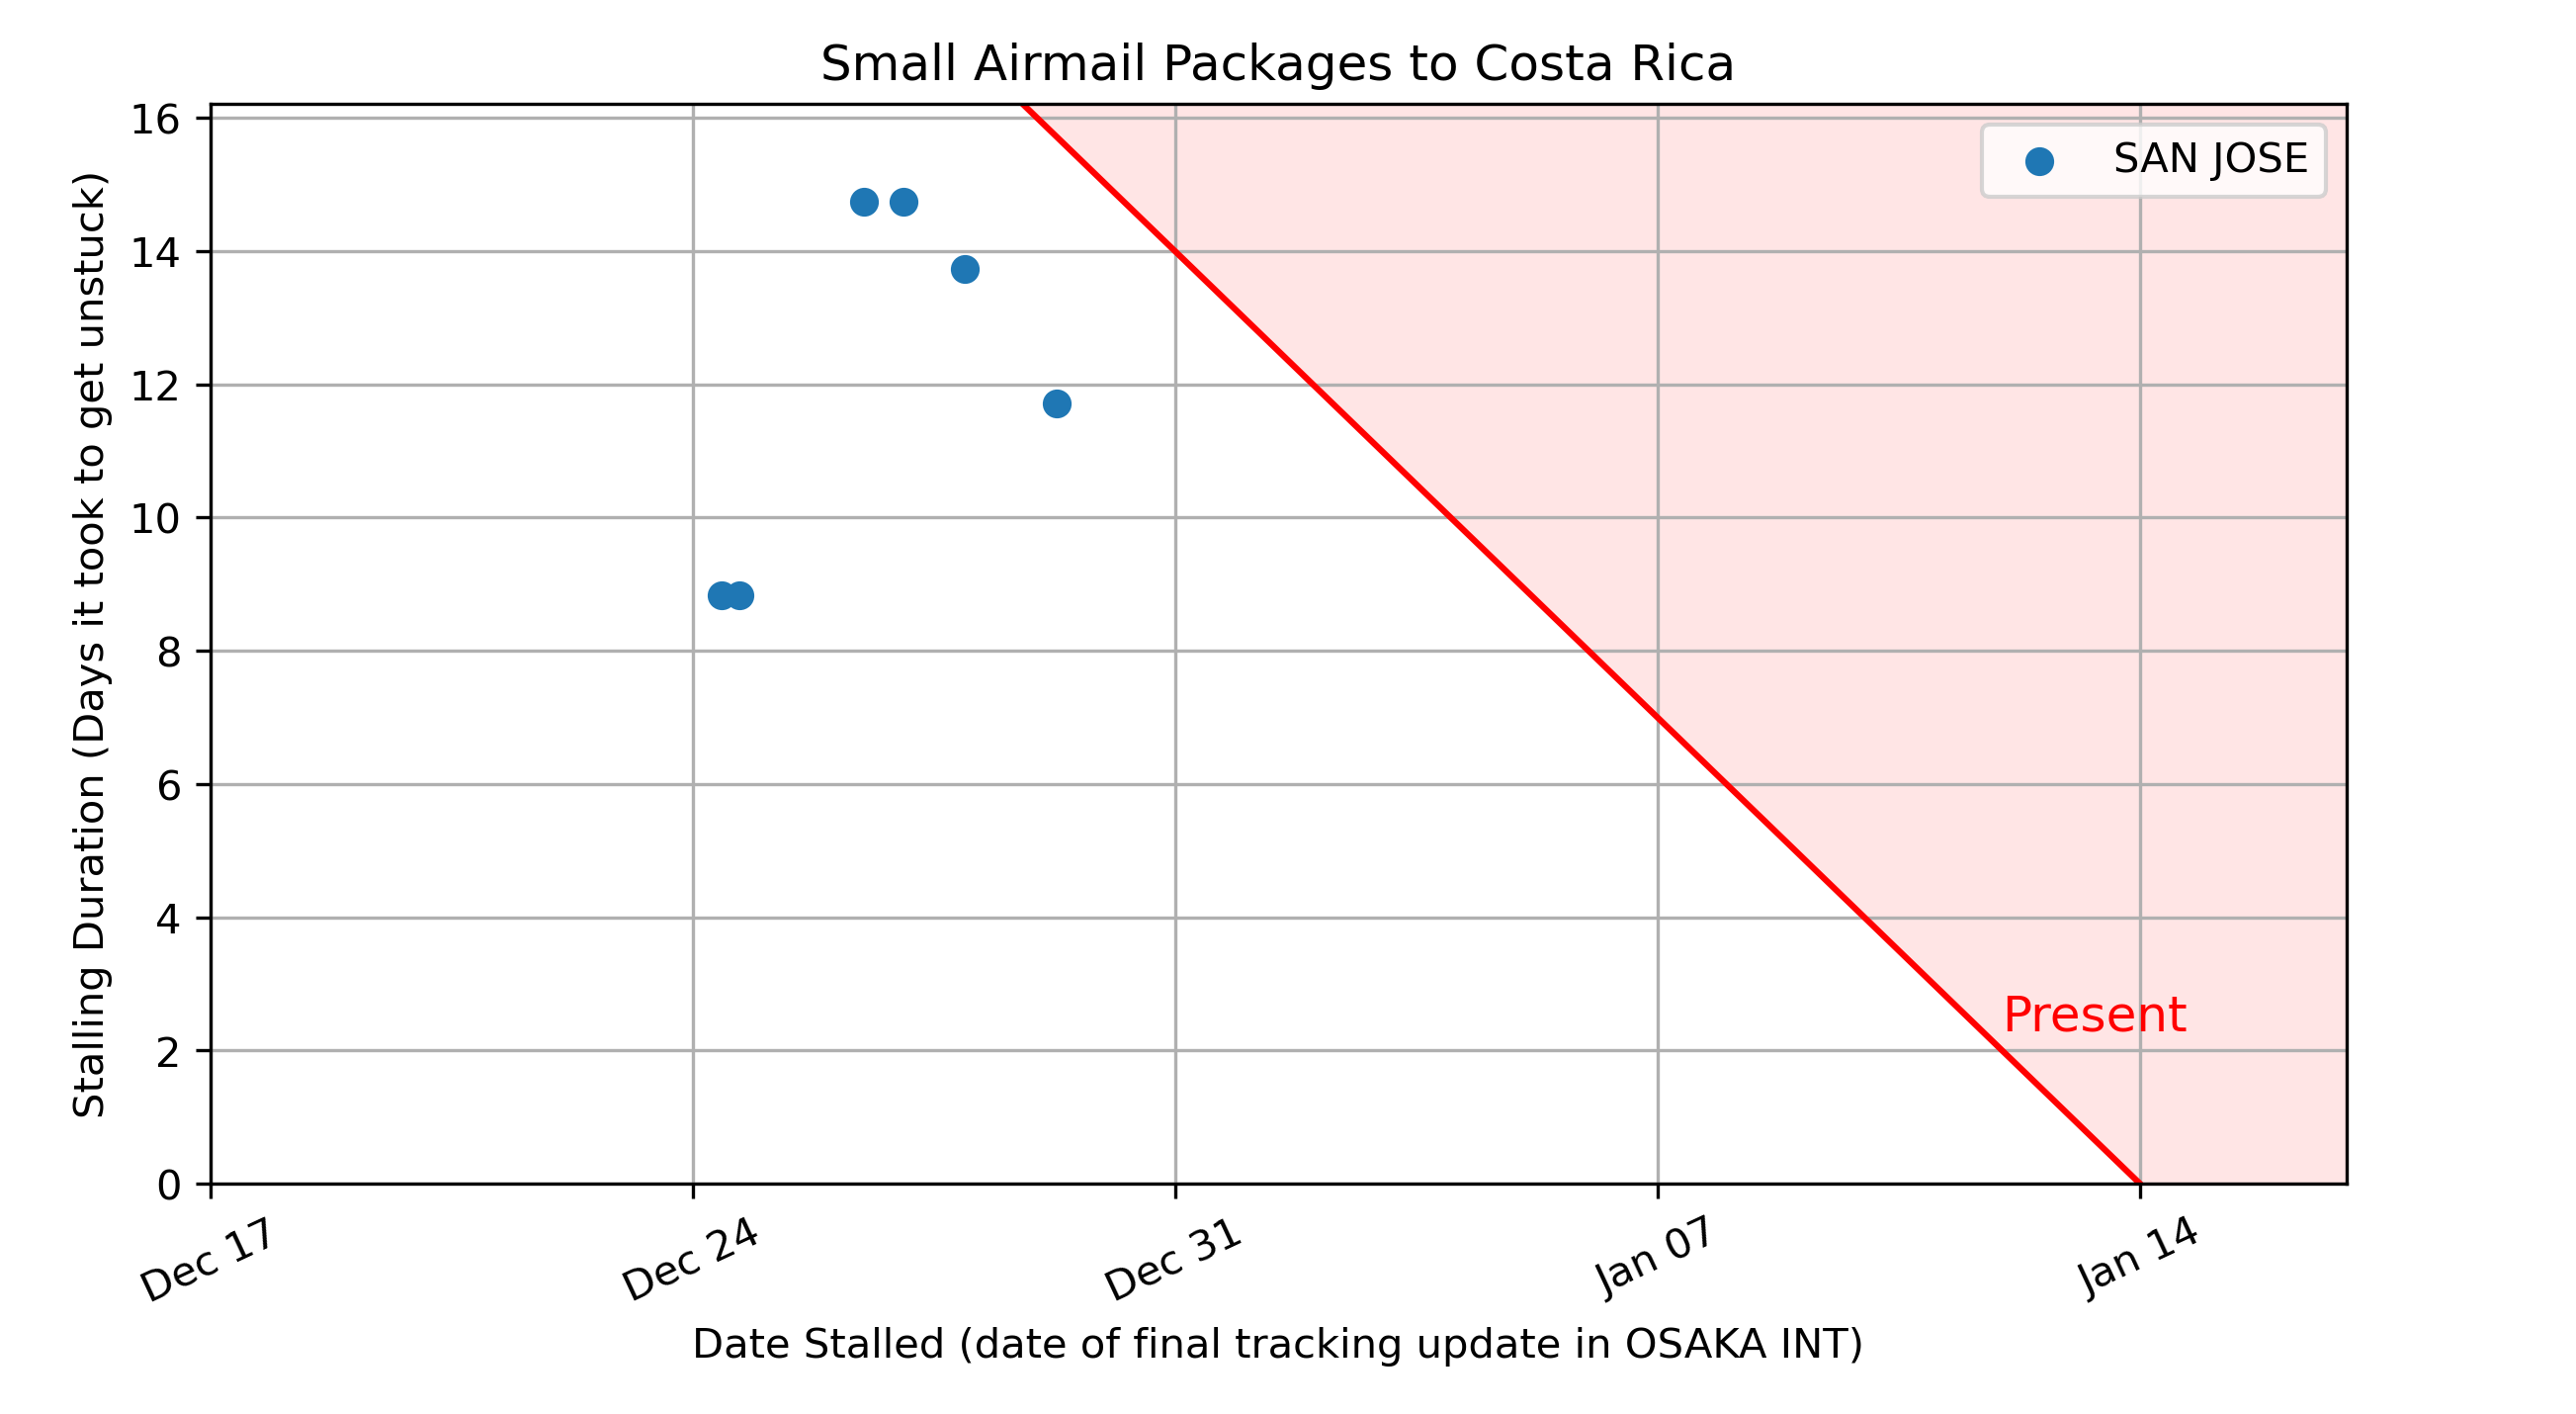 Small Airmail Packages to Costa Rica
Stalling Duration (Days it took to get unstuck)
16
14
12
10
8
6
4
2
0
SAN JOSE
Present
Dec 17
Dec 24
Dec 31
Jan 07
Jan 14
Date Stalled (date of final tracking update in OSAKA INT)